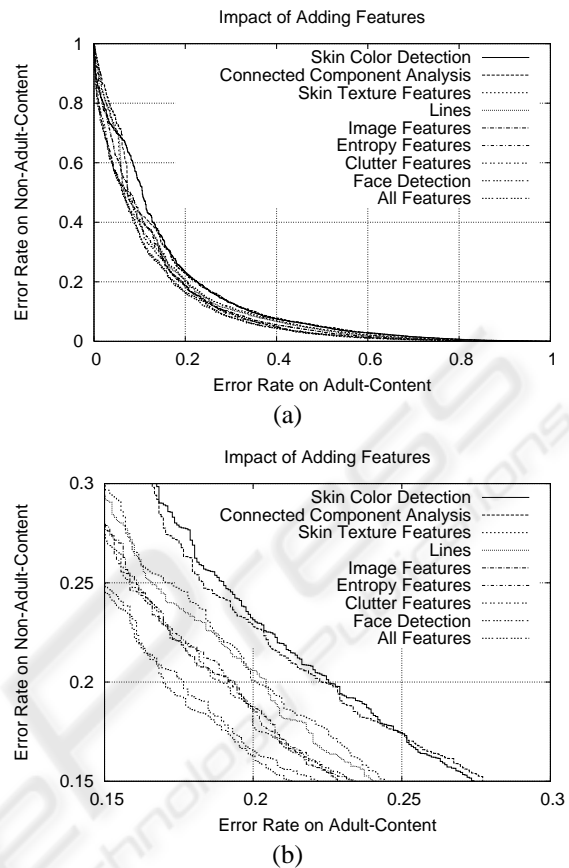 Impact of Adding Features
Skin Color Detection
Connected Component Analysis
Skin Texture Features
Lines
Image Features
Entropy Features
Clutter Features
Face Detection
All Features
1
0.8
0.6
0.4
0.2
0
Error Rate on Non-Adult-Content
0 0.2 0.4 0.6 0.8 1
Error Rate on Adult-Content
(a)
Impact of Adding Features
Skin Color Detection
Connected Component Analysis
Skin Texture Features
Lines
Image Features
Entropy Features
Clutter Features
Face Detection
All Features
0.3
0.25
0.2
0.15
Error Rate on Non-Adult-Content
0.15 0.2 0.25 0.3
Error Rate on Adult-Content
(b)